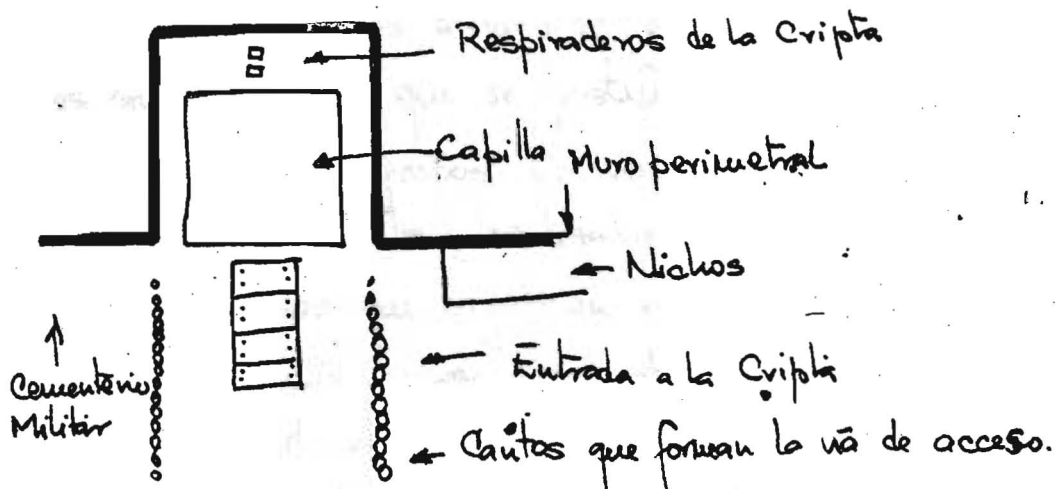 Respiraderos de la Cripta
Capilla
Muro perimetral
Nichos
Cementerio
Militar
Entrada a la Cripta
Cantos que forman la vía de acceso.